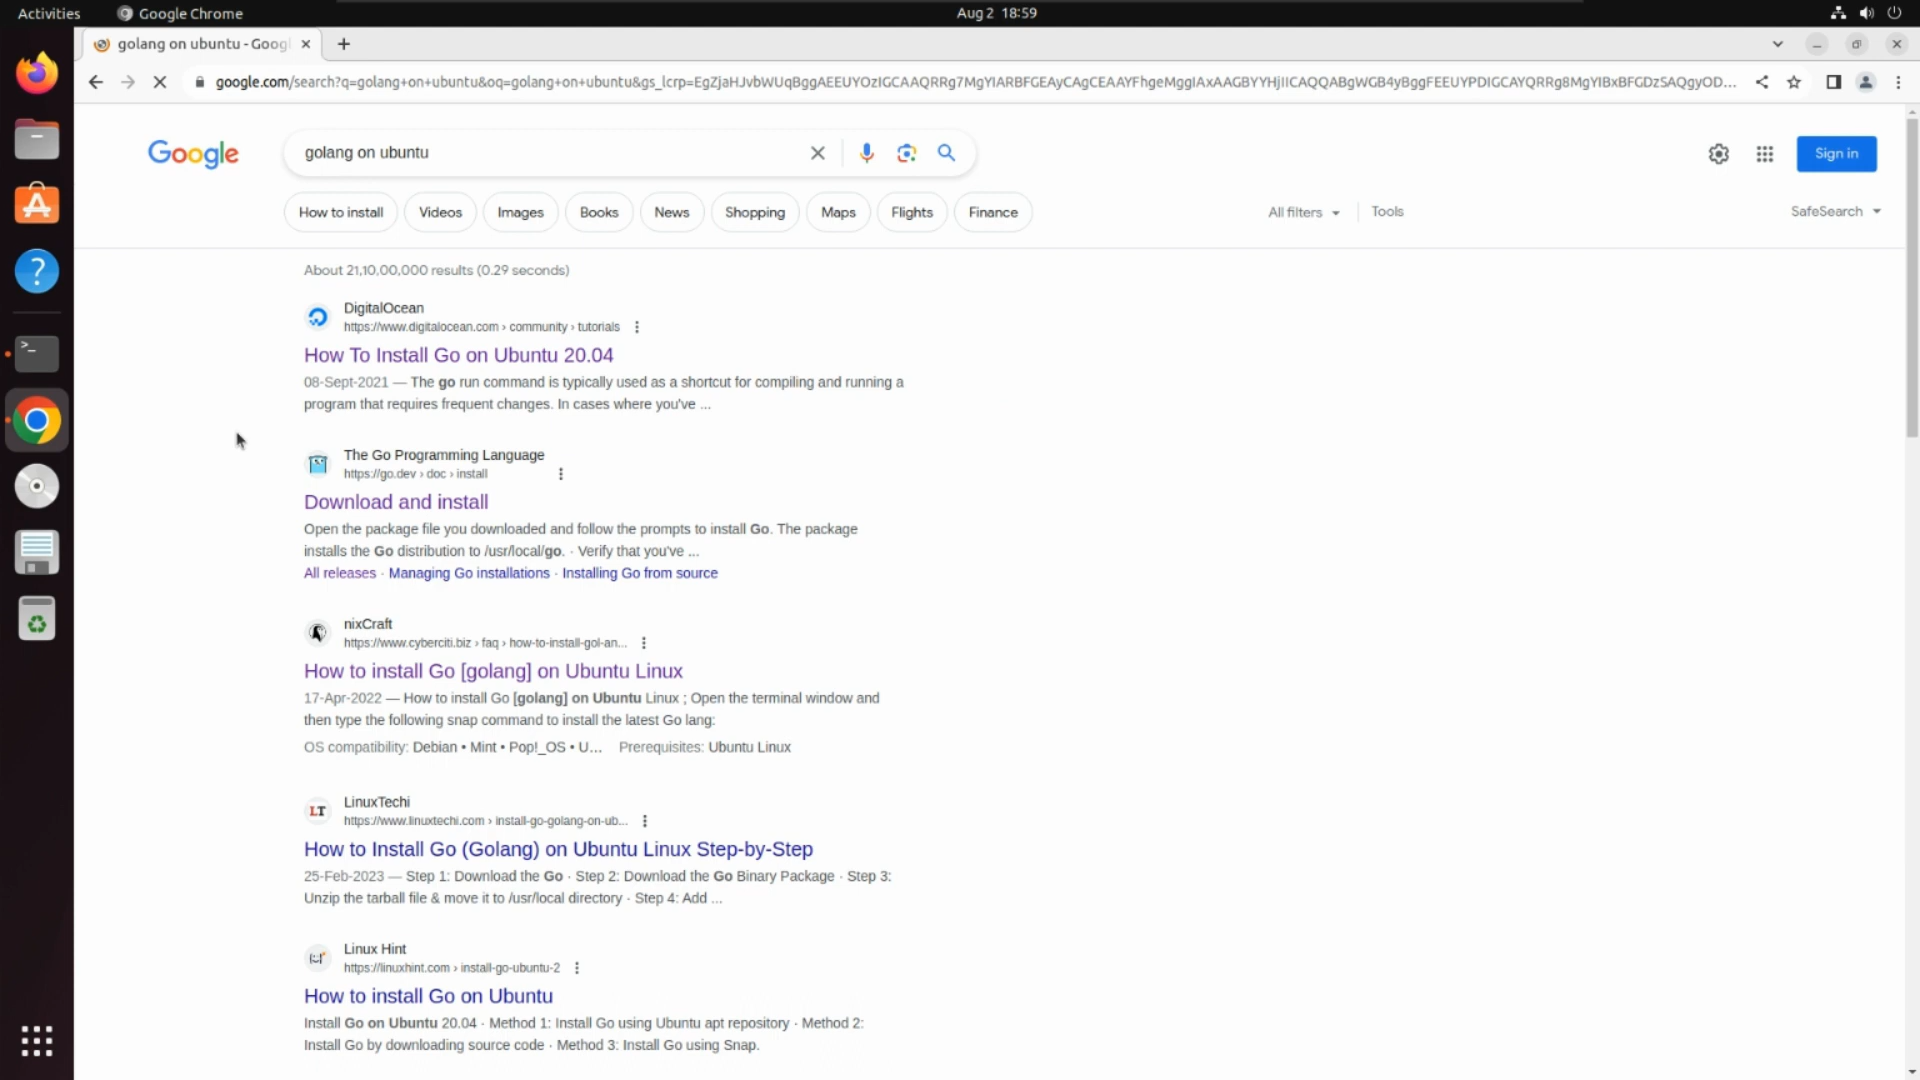 Activities
Google Chrome
Aug 2 18:59
golang on ubuntu - Googl
google.com/search?q=golang+on+ubuntu&oq=golang+on+ubuntu&gs_lcrp=EgZjaHJvbWUqBggAEEUYOzIGCAAQRRg7MgYIARBFGEAyCAgCEAAYFhgeMggIAxAAGBYYHjIICAQQABgWGB4yBggFEEUYPDIGCAYQRRg8MgYIBxBFGDzSAQgyOD...
Google
golang on ubuntu
Sign in
How to install
Videos
Images
Books
News
Shopping
Maps
Flights
Finance
All filters
Tools
SafeSearch
About 21,10,00,000 results (0.29 seconds)
DigitalOcean
https://www.digitalocean.com › community › tutorials
How To Install Go on Ubuntu 20.04
08-Sept-2021 — The go run command is typically used as a shortcut for compiling and running a
program that requires frequent changes. In cases where you've ...
The Go Programming Language
https://go.dev › doc › install
Download and install
Open the package file you downloaded and follow the prompts to install Go. The package
installs the Go distribution to /usr/local/go. · Verify that you've ...
All releases · Managing Go installations · Installing Go from source
nixCraft
https://www.cyberciti.biz › faq › how-to-install-gol-an...
How to install Go [golang] on Ubuntu Linux
17-Apr-2022 — How to install Go [golang] on Ubuntu Linux ; Open the terminal window and
then type the following snap command to install the latest Go lang:
OS compatibility: Debian • Mint • Pop!_OS • U... Prerequisites: Ubuntu Linux
LT
LinuxTechi
https://www.linuxtechi.com › install-go-golang-on-ub...
How to Install Go (Golang) on Ubuntu Linux Step-by-Step
25-Feb-2023 — Step 1: Download the Go · Step 2: Download the Go Binary Package · Step 3:
Unzip the tarball file & move it to /usr/local directory · Step 4: Add ...
Linux Hint
https://linuxhint.com › install-go-ubuntu-2
How to install Go on Ubuntu
Install Go on Ubuntu 20.04 · Method 1: Install Go using Ubuntu apt repository · Method 2:
Install Go by downloading source code · Method 3: Install Go using Snap.